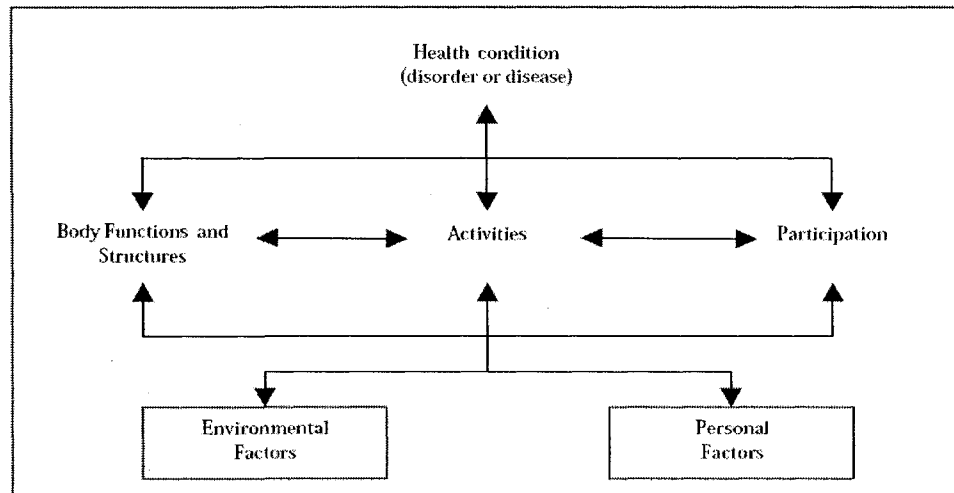 Health condition
(disorder or disease)
Body Functions and
Structures
Activities
Participation
Environmental
Factors
Personal
Factors